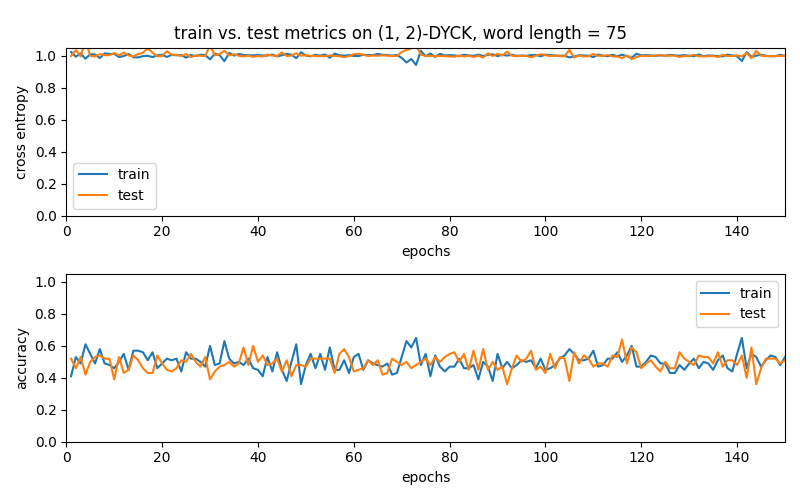 train vs. test metrics on (1, 2)-DYCK, word length = 75
1.0
0.8
0.6
0.4
0.2
0.0
cross entropy
train
test
0 20 40 60 80 100 120 140
epochs
1.0
0.8
0.6
0.4
0.2
0.0
accuracy
train
test
0 20 40 60 80 100 120 140
epochs